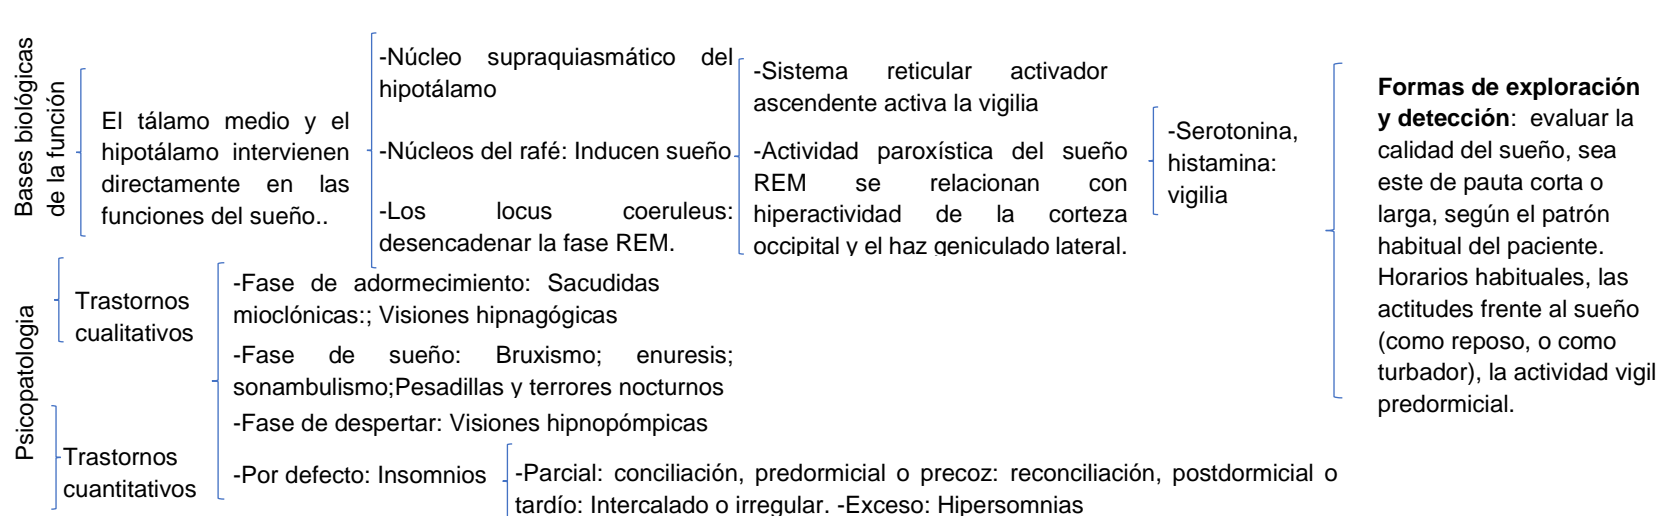 Bases biológicas
de la función
El tálamo medio y el
hipotálamo intervienen
directamente en las
funciones del sueño..
-Núcleo supraquiasmático del
hipotálamo
-Núcleos del rafé: Inducen sueño
-Los locus coeruleus:
desencadenar la fase REM.
-Sistema reticular activador
ascendente activa la vigilia
-Actividad paroxística del sueño
REM se relacionan con
hiperactividad de la corteza
occipital y el haz geniculado lateral.
-Serotonina,
histamina:
vigilia
Formas de exploración
y detección: evaluar la
calidad del sueño, sea
este de pauta corta o
larga, según el patrón
habitual del paciente.
Horarios habituales, las
actitudes frente al sueño
(como reposo, o como
turbador), la actividad vigil
predormicial.
Psicopatologia
Trastornos
cualitativos
-Fase de adormecimiento: Sacudidas
mioclónicas:; Visiones hipnagógicas
-Fase de sueño: Bruxismo; enuresis;
sonambulismo;Pesadillas y terrores nocturnos
-Fase de despertar: Visiones hipnopómpicas
Trastornos
cuantitativos
-Por defecto: Insomnios
-Parcial: conciliación, predormicial o precoz: reconciliación, postdormicial o
tardío: Intercalado o irregular. -Exceso: Hipersomnias